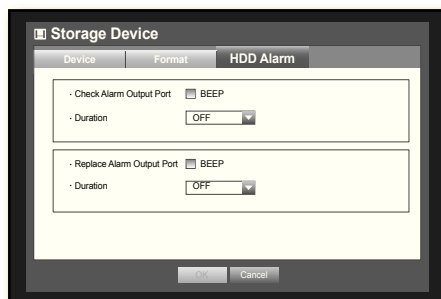 Storage Device
Device Format HDD Alarm
· Check Alarm Output Port BEEP
· Duration OFF
· Replace Alarm Output Port BEEP
· Duration OFF
OK Cancel